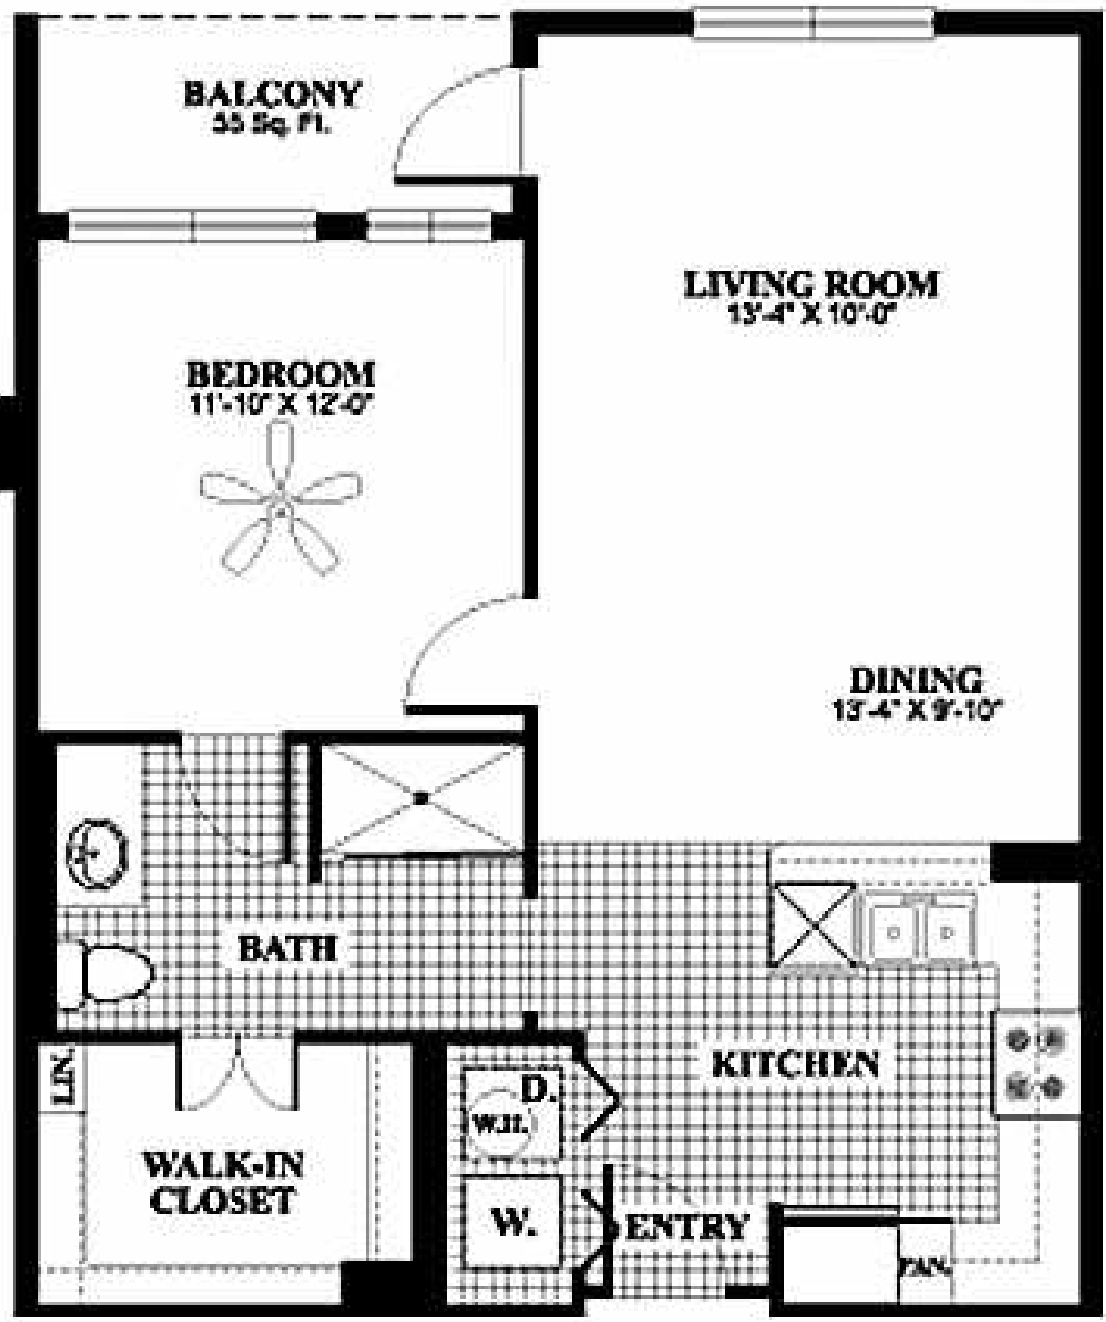 BALCONY
55 Sq. Ft.
LIVING ROOM
13'-4" X 10'-0"
BEDROOM
11'-10" X 12'-0"
DINING
13'-4" X 9'-10"
BATH
KITCHEN
LIN.
D.
W.H.
WALK-IN
CLOSET
W.
ENTRY
PAN.